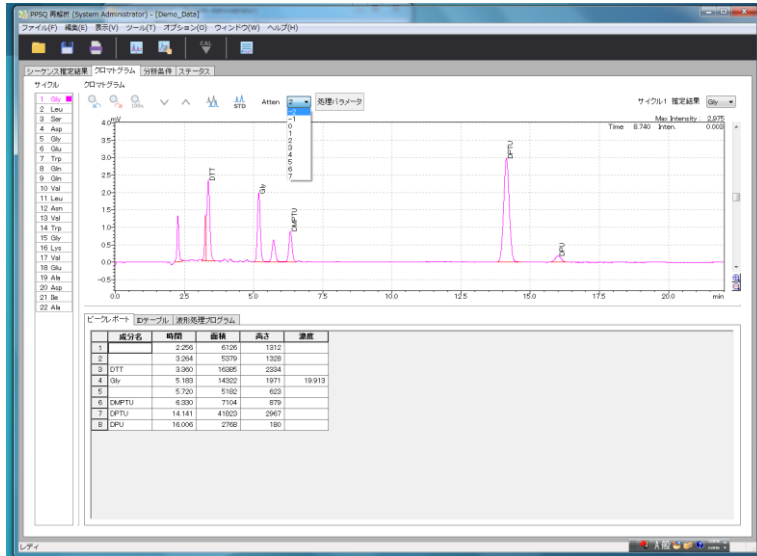 PPSQ 再解析 (System Administrator) - [Demo_Data]
ファイル(F) 編集(E) 表示(V) ツール(T) オプション(O) ウィンドウ(W) ヘルプ(H)
CAL
シーケンス推定結果 クロマトグラム 分析条件 ステータス
サイクル クロマトグラム
100% STD Atten 2 処理パラメータ サイクル1 推定結果 Gly
-2
-1
0
1
2
3
4
5
6
7
1 Gly
2 Leu
3 Ser
4 Asp
5 Gly
6 Glu
7 Trp
8 Gln
9 Gln
10 Val
11 Leu
12 Asn
13 Val
14 Trp
15 Gly
16 Lys
17 Val
18 Glu
19 Ala
20 Asp
21 Ile
22 Ala
Max Intensity : 2,975
Time 8.740 Inten. 0.003
4.0 mV
3.5
3.0
2.5
2.0
1.5
1.0
0.5
0.0
-0.5
DTT
Gly
DMPTU
DPTU
DPU
0.0 2.5 5.0 7.5 10.0 12.5 15.0 17.5 20.0 min
ピークレポート IDテーブル 波形処理プログラム
成分名 時間 面積 高さ 濃度
1 2.256 6126 1312
2 3.264 5379 1328
3 DTT 3.360 16385 2334
4 Gly 5.183 14322 1971 19.913
5 5.720 5182 623
6 DMPTU 6.330 7104 879
7 DPTU 14.141 41823 2967
8 DPU 16.006 2768 180
レディ
A 般